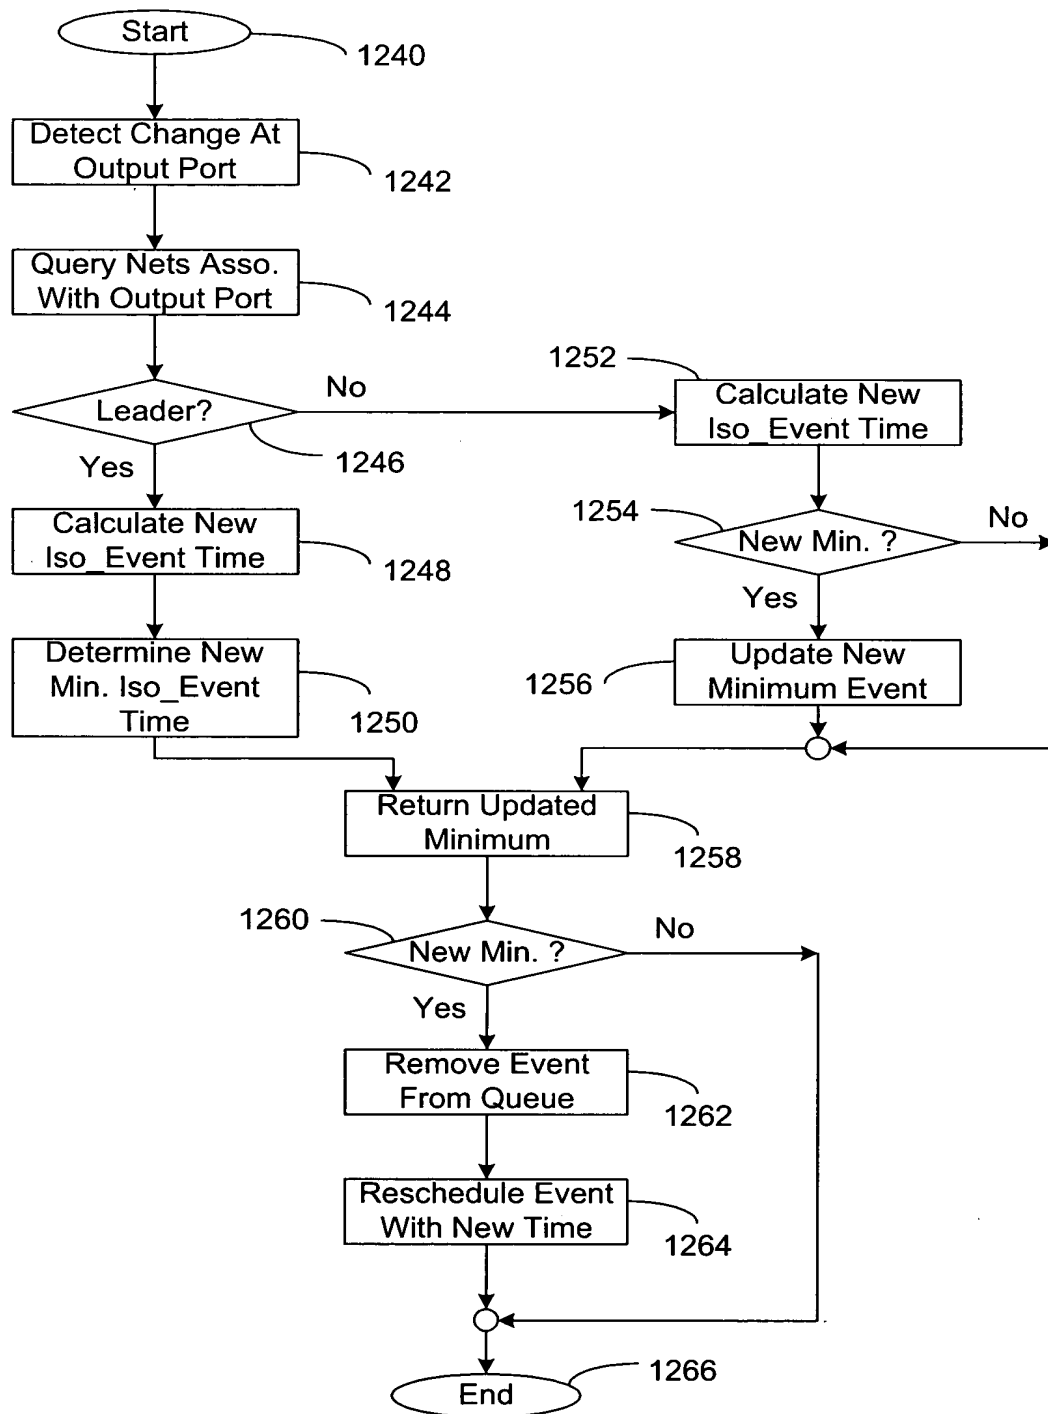 Start
1240
Detect Change At
Output Port
1242
Query Nets Asso.
With Output Port
1244
Leader?
No
1246
Yes
1252
Calculate New
Iso_Event Time
Calculate New
Iso_Event Time
1248
1254
New Min. ?
No
Yes
Determine New
Min. Iso_Event
Time
1250
1256
Update New
Minimum Event
Return Updated
Minimum
1258
1260
New Min. ?
No
Yes
Remove Event
From Queue
1262
Reschedule Event
With New Time
1264
End
1266